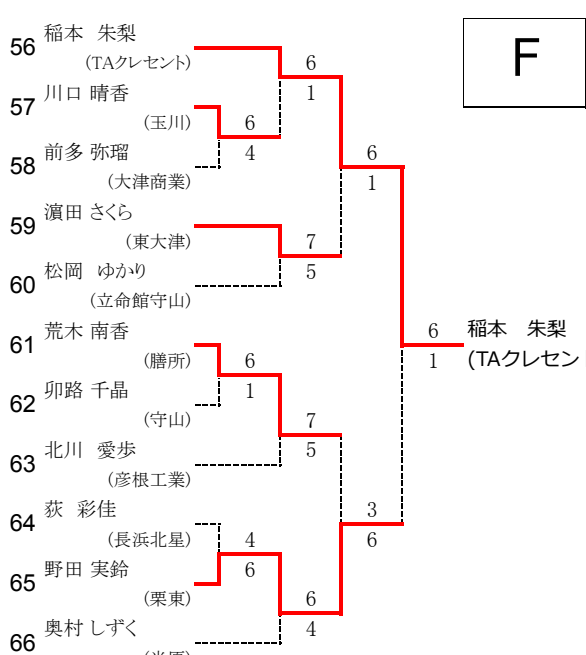 F
56 稲本 朱梨
(TAクレセント)
57 川口 晴香
(玉川)
58 前多 弥瑠
(大津商業)
59 濵田 さくら
(東大津)
60 松岡 ゆかり
(立命館守山)
61 荒木 南香
(膳所)
62 卯路 千晶
(守山)
63 北川 愛歩
(彦根工業)
64 荻 彩佳
(長浜北星)
65 野田 実鈴
(栗東)
66 奥村 しずく
6
4
6
1
4
6
6
1
7
5
7
5
6
4
6
1
3
6
6
1
稲本 朱梨
(TAクレセン